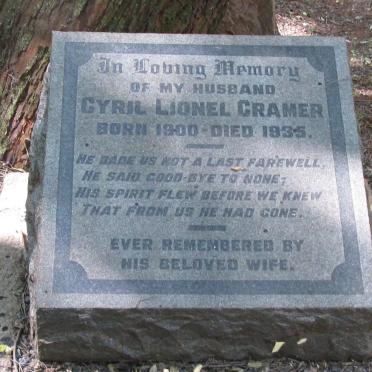 In Loving Memory
OF MY HUSBAND
CYRIL LIONEL CRAMER
BORN 1900 - DIED 1935.
HE BADE US NOT A LAST FAREWELL,
HE SAID GOOD-BYE TO NONE;
HIS SPIRIT FLEW BEFORE WE KNEW
THAT FROM US HE HAD GONE.
EVER REMEMBERED BY
HIS BELOVED WIFE.